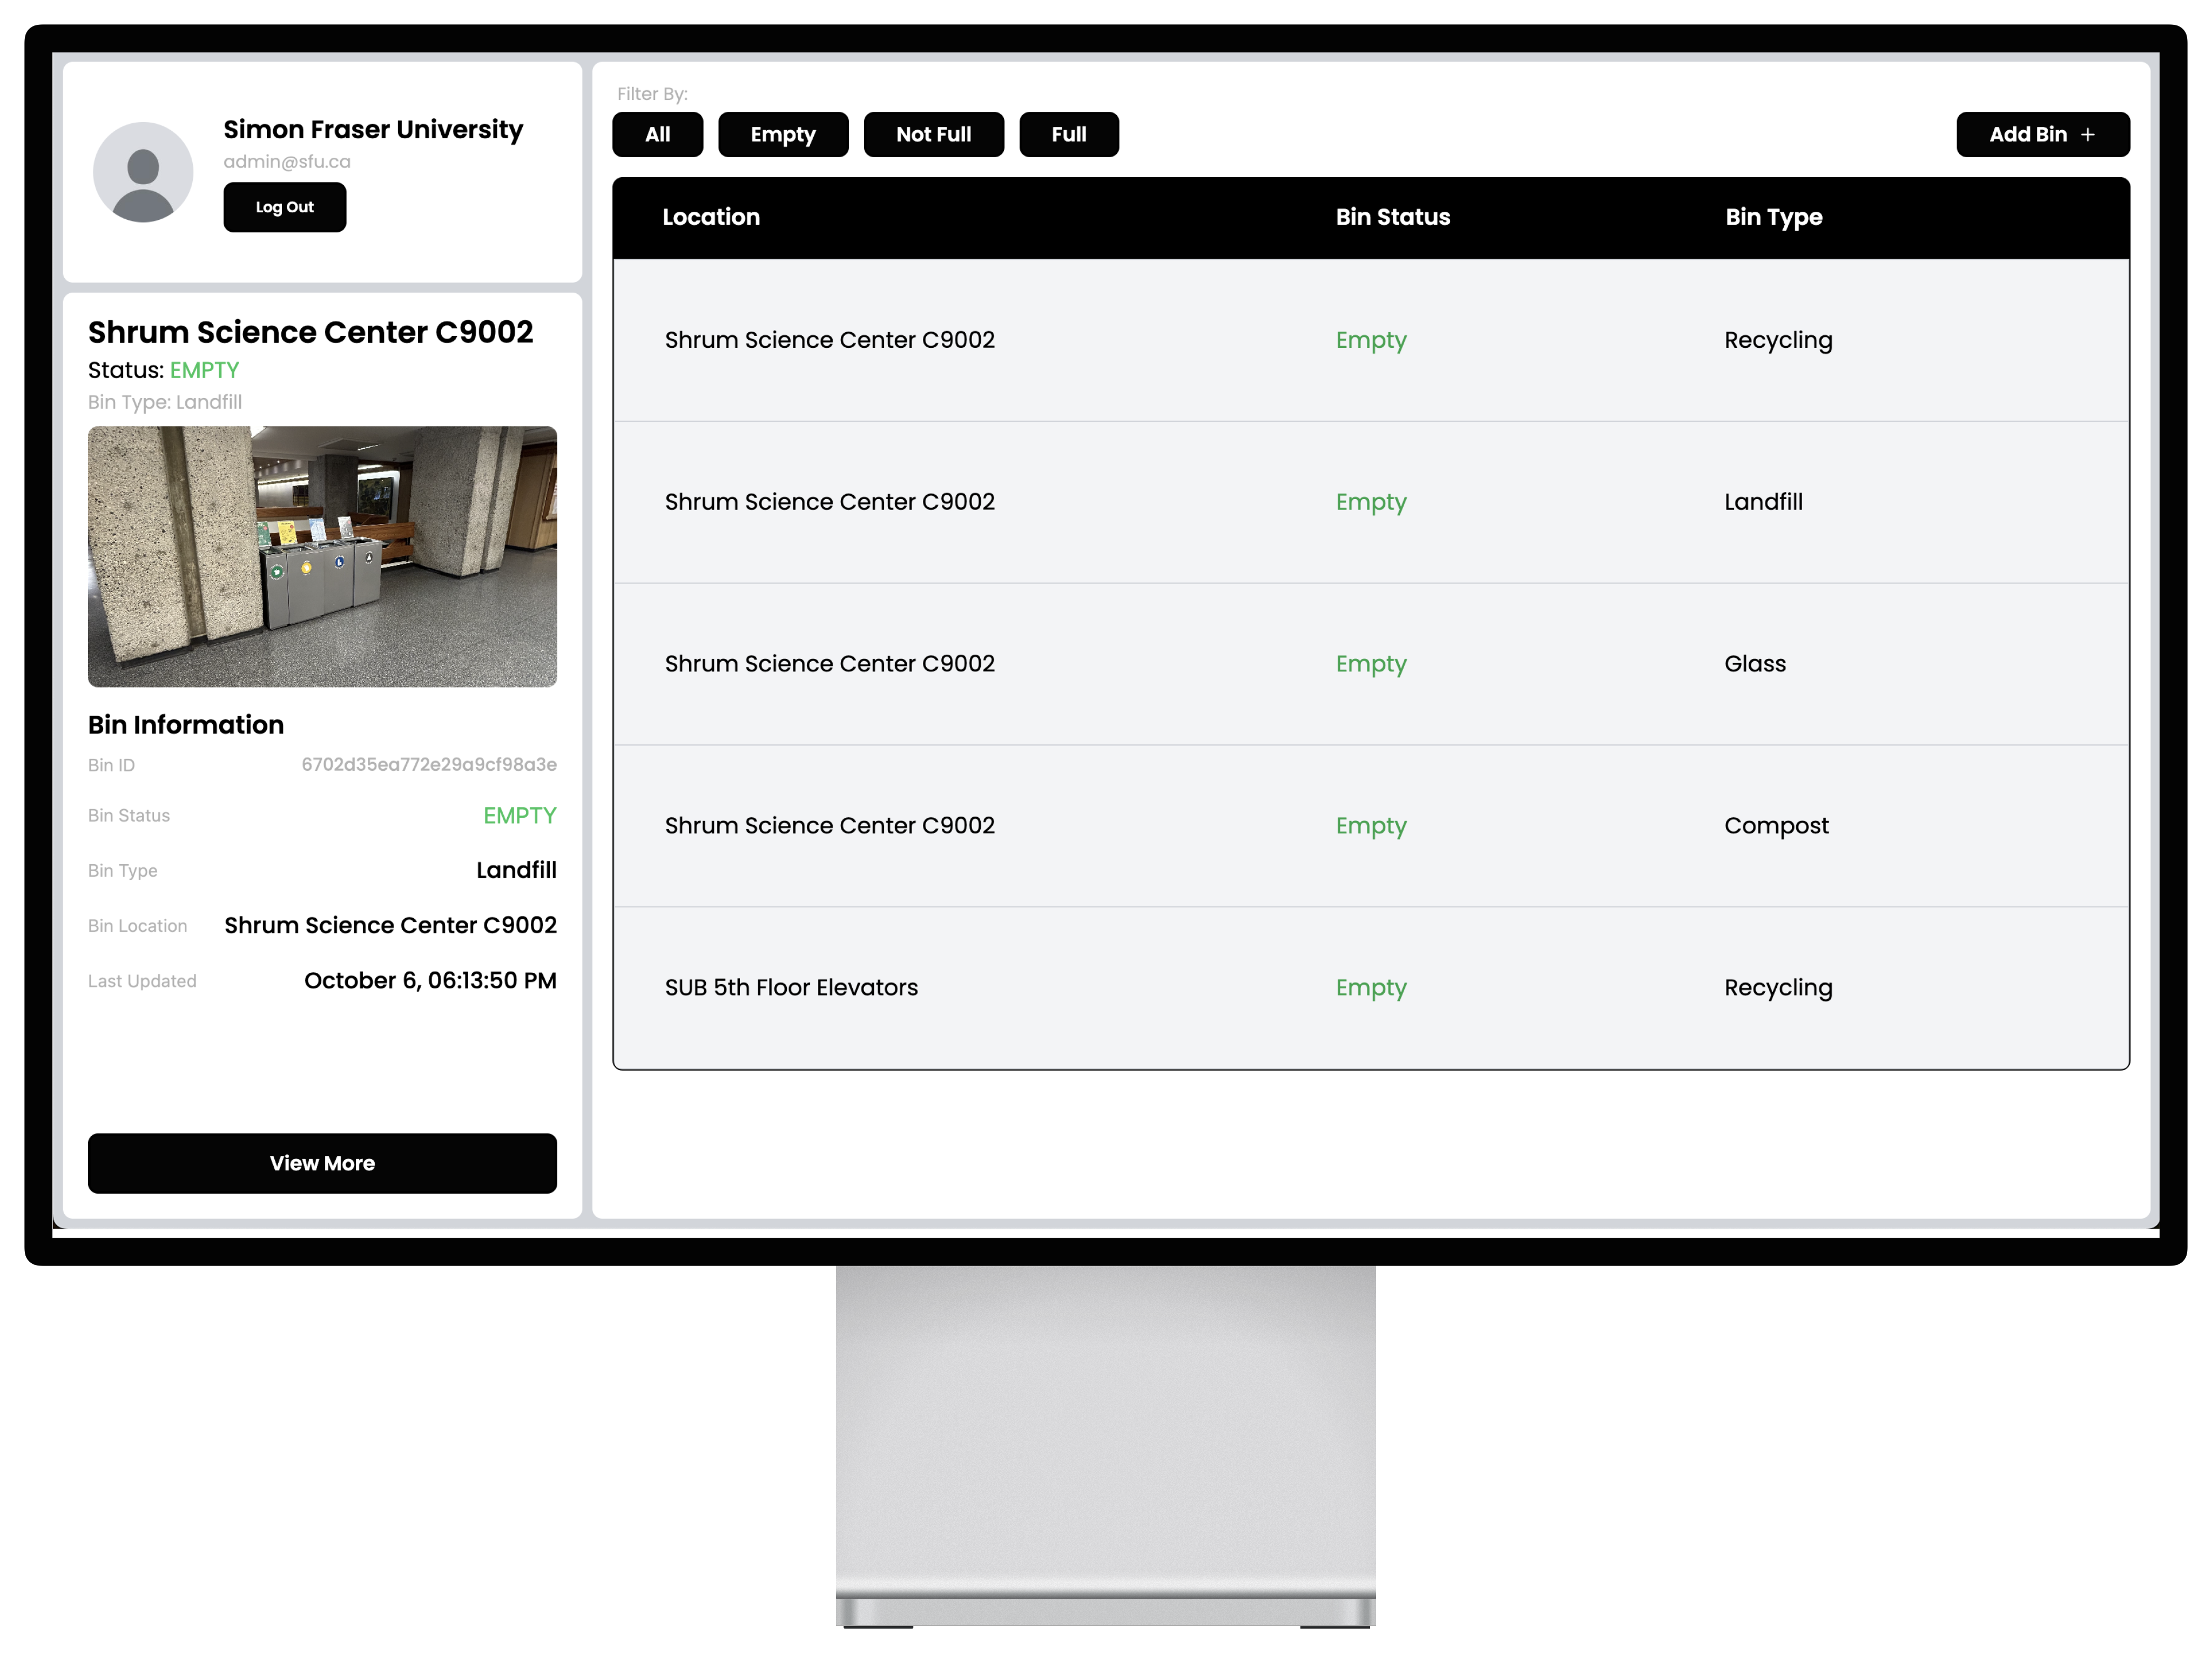 Simon Fraser University
admin@sfu.ca
Log Out
Shrum Science Center C9002
Status: EMPTY
Bin Type: Landfill
Bin Information
Bin ID 6702d35ea772e29a9cf98a3e
Bin Status EMPTY
Bin Type Landfill
Bin Location Shrum Science Center C9002
Last Updated October 6, 06:13:50 PM
View More
Filter By:
All Empty Not Full Full Add Bin +
Location Bin Status Bin Type
Shrum Science Center C9002 Empty Recycling
Shrum Science Center C9002 Empty Landfill
Shrum Science Center C9002 Empty Glass
Shrum Science Center C9002 Empty Compost
SUB 5th Floor Elevators Empty Recycling